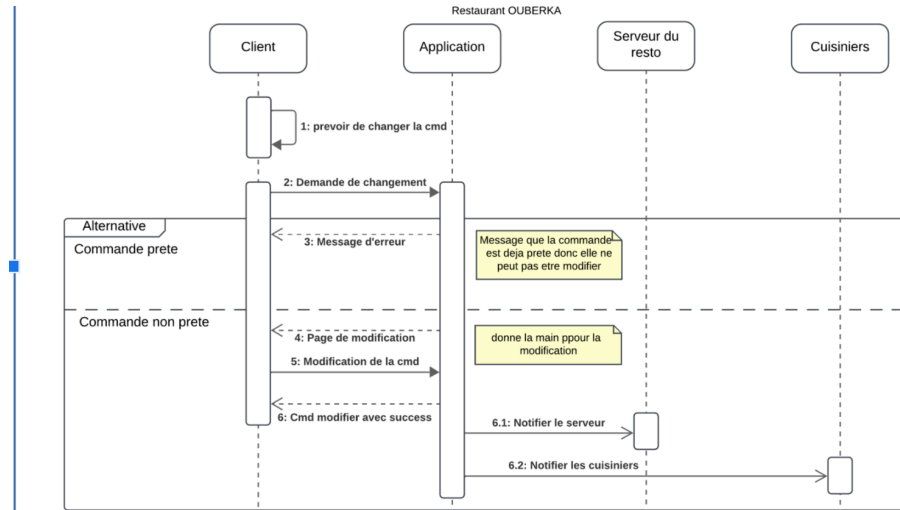 Restaurant OUBERKA
Client
Application
Serveur du
resto
Cuisiniers
1: prevoir de changer la cmd
2: Demande de changement
Alternative
Commande prete
3: Message d'erreur
Message que la commande
est deja prete donc elle ne
peut pas etre modifier
Commande non prete
4: Page de modification
donne la main ppour la
modification
5: Modification de la cmd
6: Cmd modifier avec success
6.1: Notifier le serveur
6.2: Notifier les cuisiniers